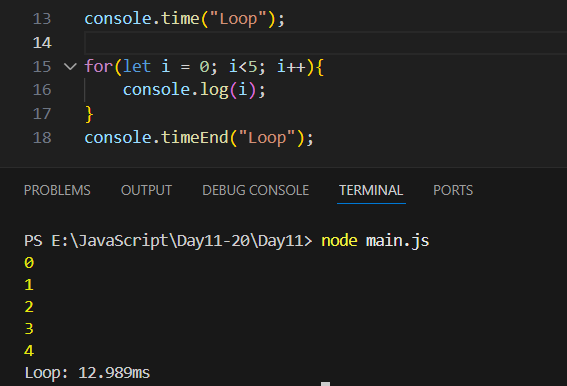 13 console.time("Loop");
14
15 for(let i = 0; i<5; i++){
16     console.log(i);
17 }
18 console.timeEnd("Loop");
PROBLEMS OUTPUT DEBUG CONSOLE TERMINAL PORTS
PS E:\JavaScript\Day11-20\Day11> node main.js
0
1
2
3
4
Loop: 12.989ms